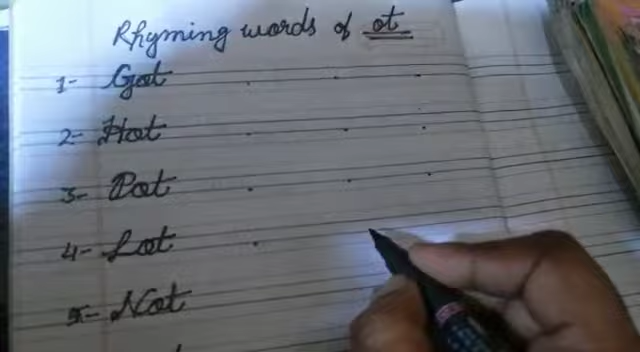 Rhyming words of ot
1- Got
2- Hot
3- Pot
4- Lot
5- Not